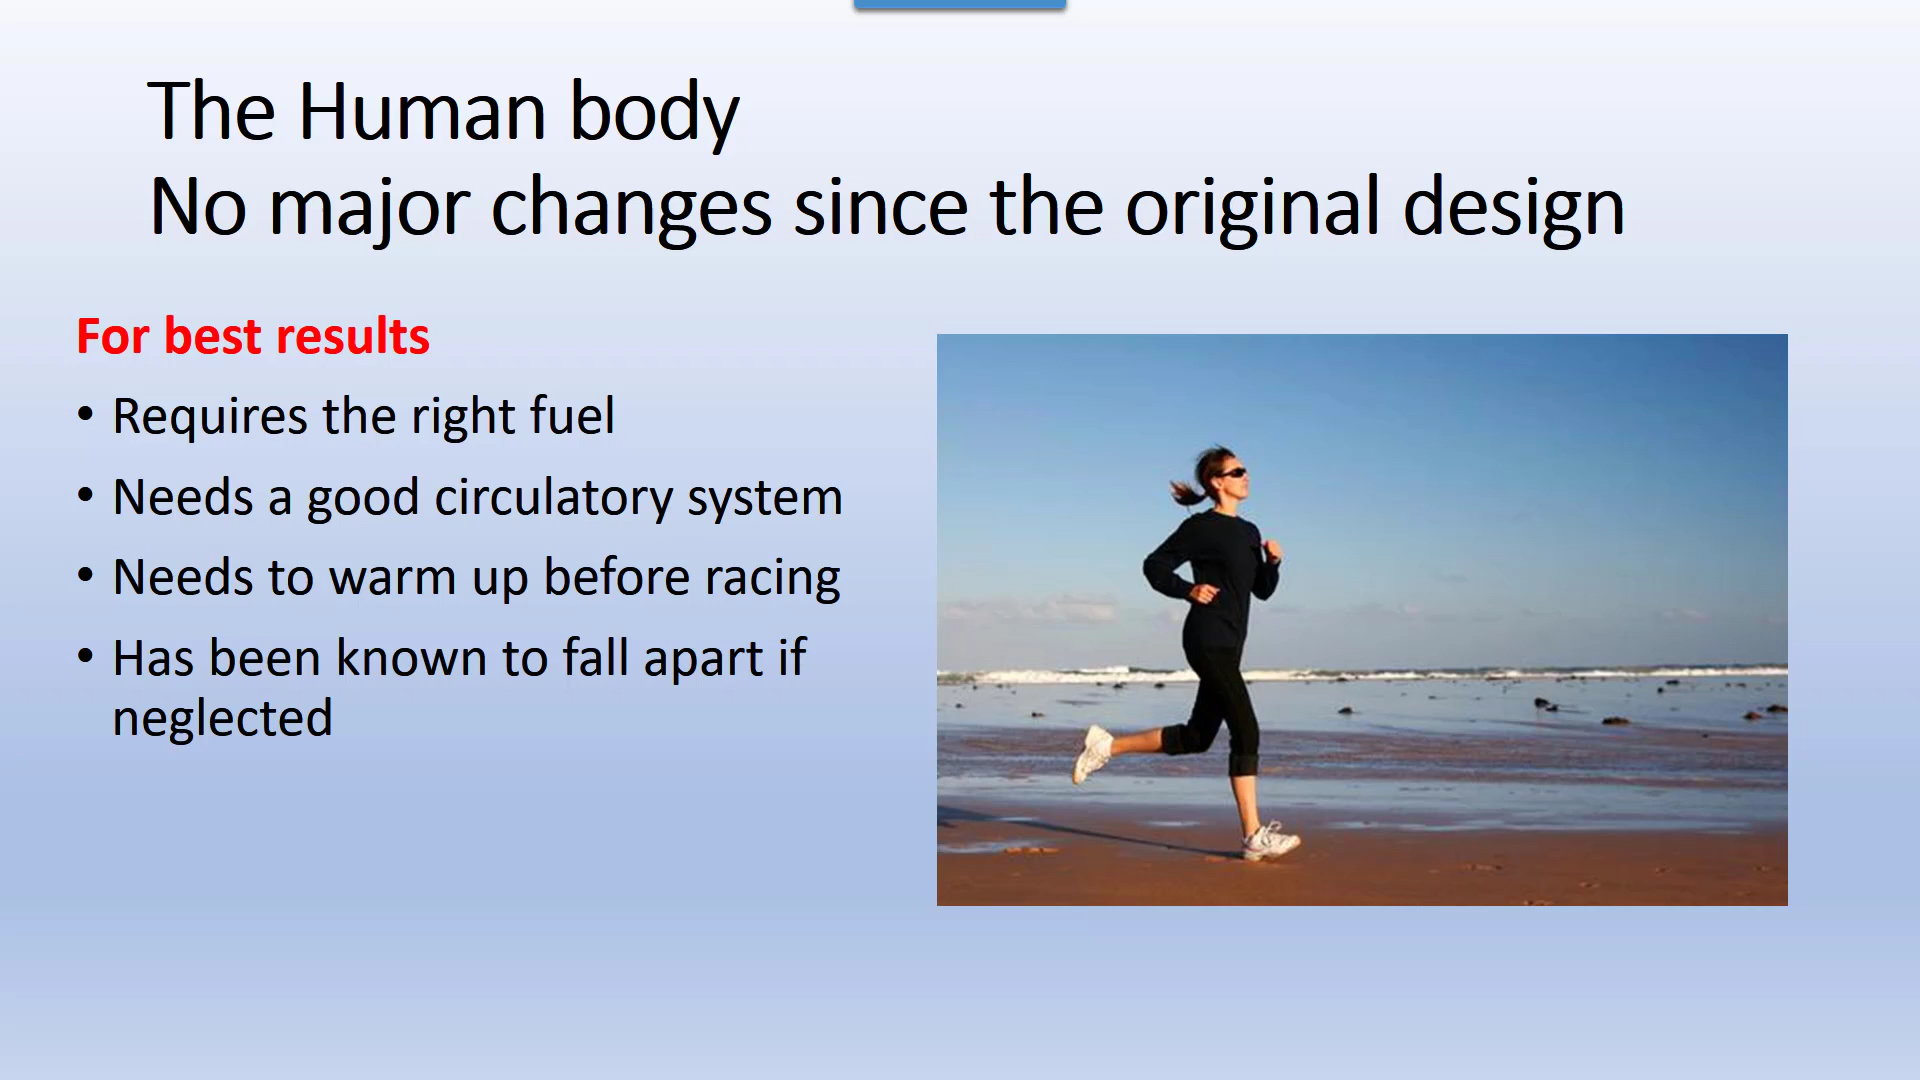 The Human body
No major changes since the original design
For best results
• Requires the right fuel
• Needs a good circulatory system
• Needs to warm up before racing
• Has been known to fall apart if
neglected